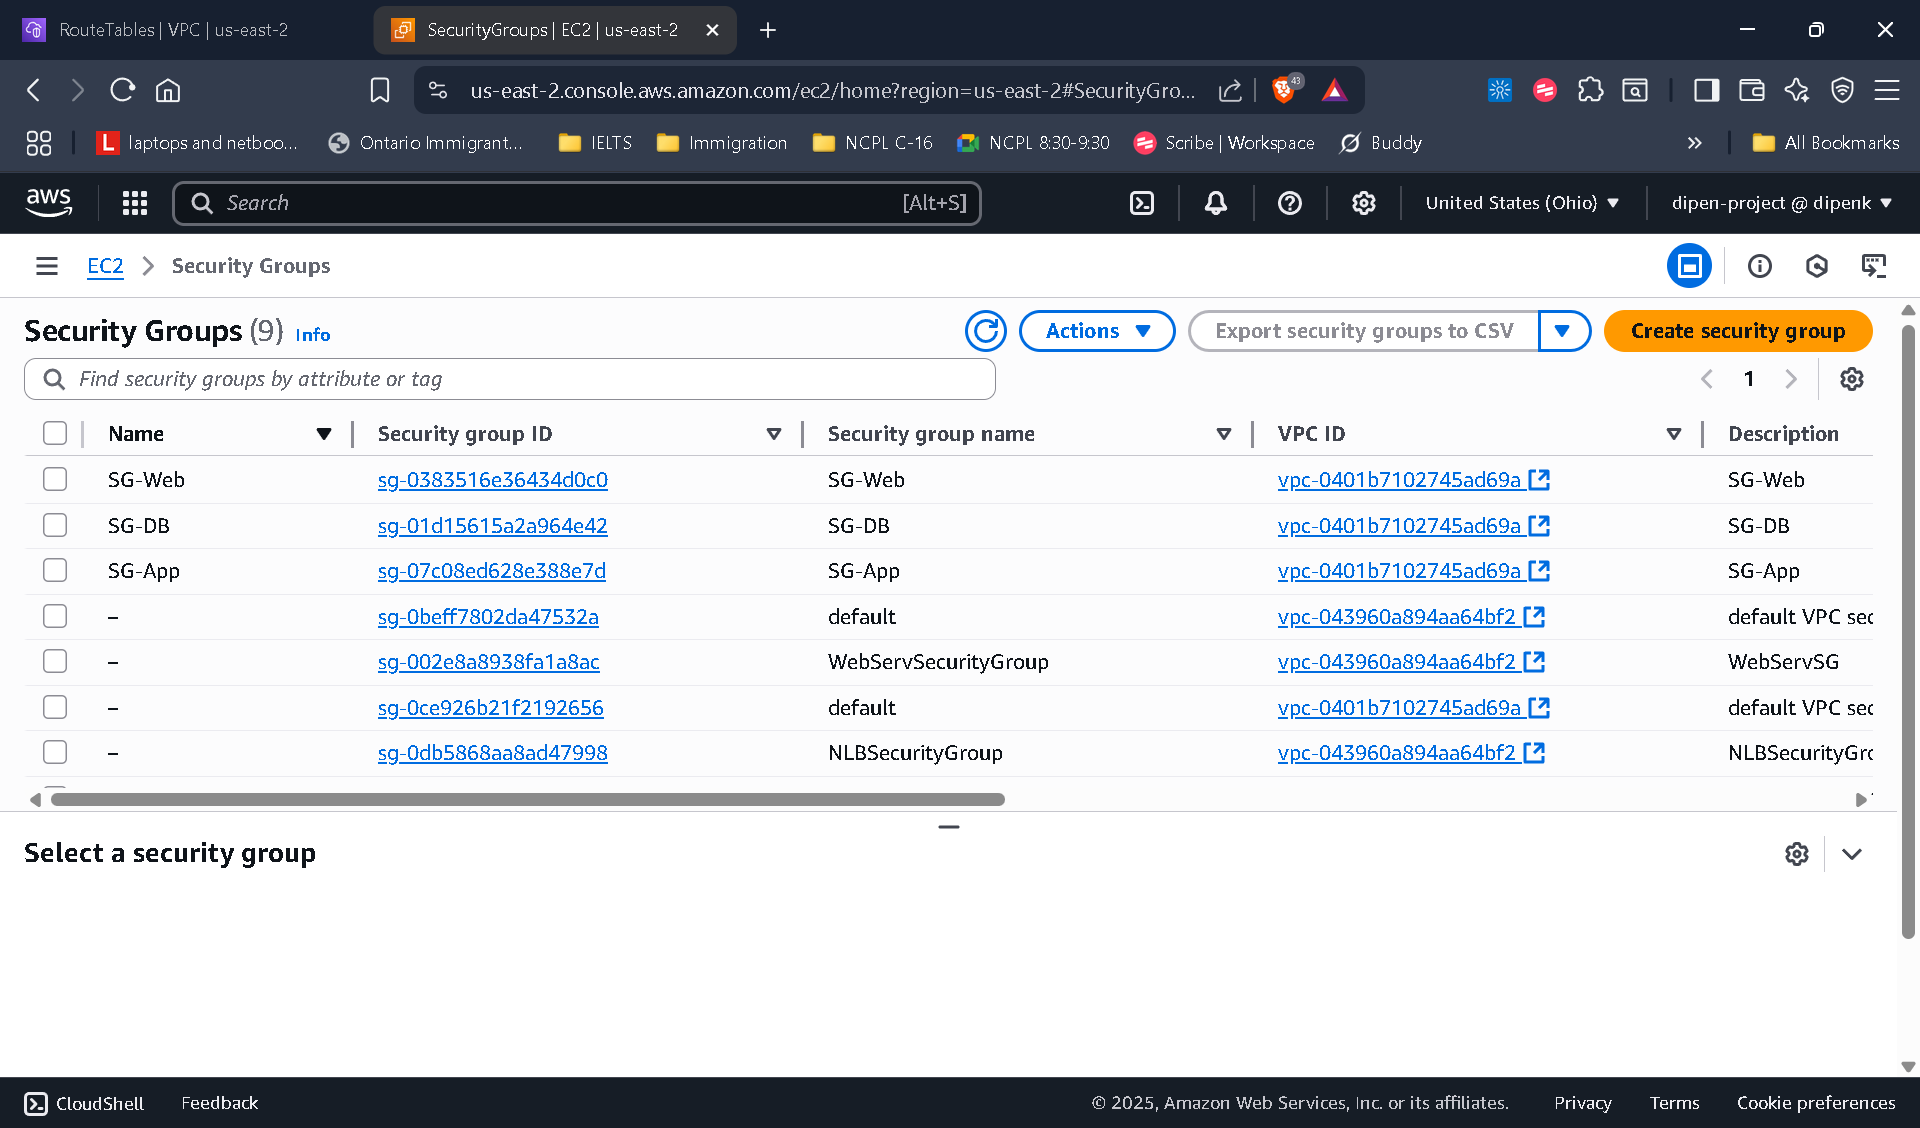 RouteTables | VPC | us-east-2
SecurityGroups | EC2 | us-east-2
us-east-2.console.aws.amazon.com/ec2/home?region=us-east-2#SecurityGro...
43
laptops and netboo...
Ontario Immigrant...
IELTS
Immigration
NCPL C-16
NCPL 8:30-9:30
Scribe | Workspace
Buddy
All Bookmarks
aws
Search
[Alt+S]
United States (Ohio)
dipen-project @ dipenk
EC2
Security Groups
Security Groups (9) Info
Actions
Export security groups to CSV
Create security group
Find security groups by attribute or tag
1
Name Security group ID Security group name VPC ID Description
SG-Web sg-0383516e36434d0c0 SG-Web vpc-0401b7102745ad69a SG-Web
SG-DB sg-01d15615a2a964e42 SG-DB vpc-0401b7102745ad69a SG-DB
SG-App sg-07c08ed628e388e7d SG-App vpc-0401b7102745ad69a SG-App
– sg-0beff7802da47532a default vpc-043960a894aa64bf2 default VPC sec
– sg-002e8a8938fa1a8ac WebServSecurityGroup vpc-043960a894aa64bf2 WebServSG
– sg-0ce926b21f2192656 default vpc-0401b7102745ad69a default VPC sec
– sg-0db5868aa8ad47998 NLBSecurityGroup vpc-043960a894aa64bf2 NLBSecurityGro
Select a security group
CloudShell
Feedback
© 2025, Amazon Web Services, Inc. or its affiliates.
Privacy
Terms
Cookie preferences